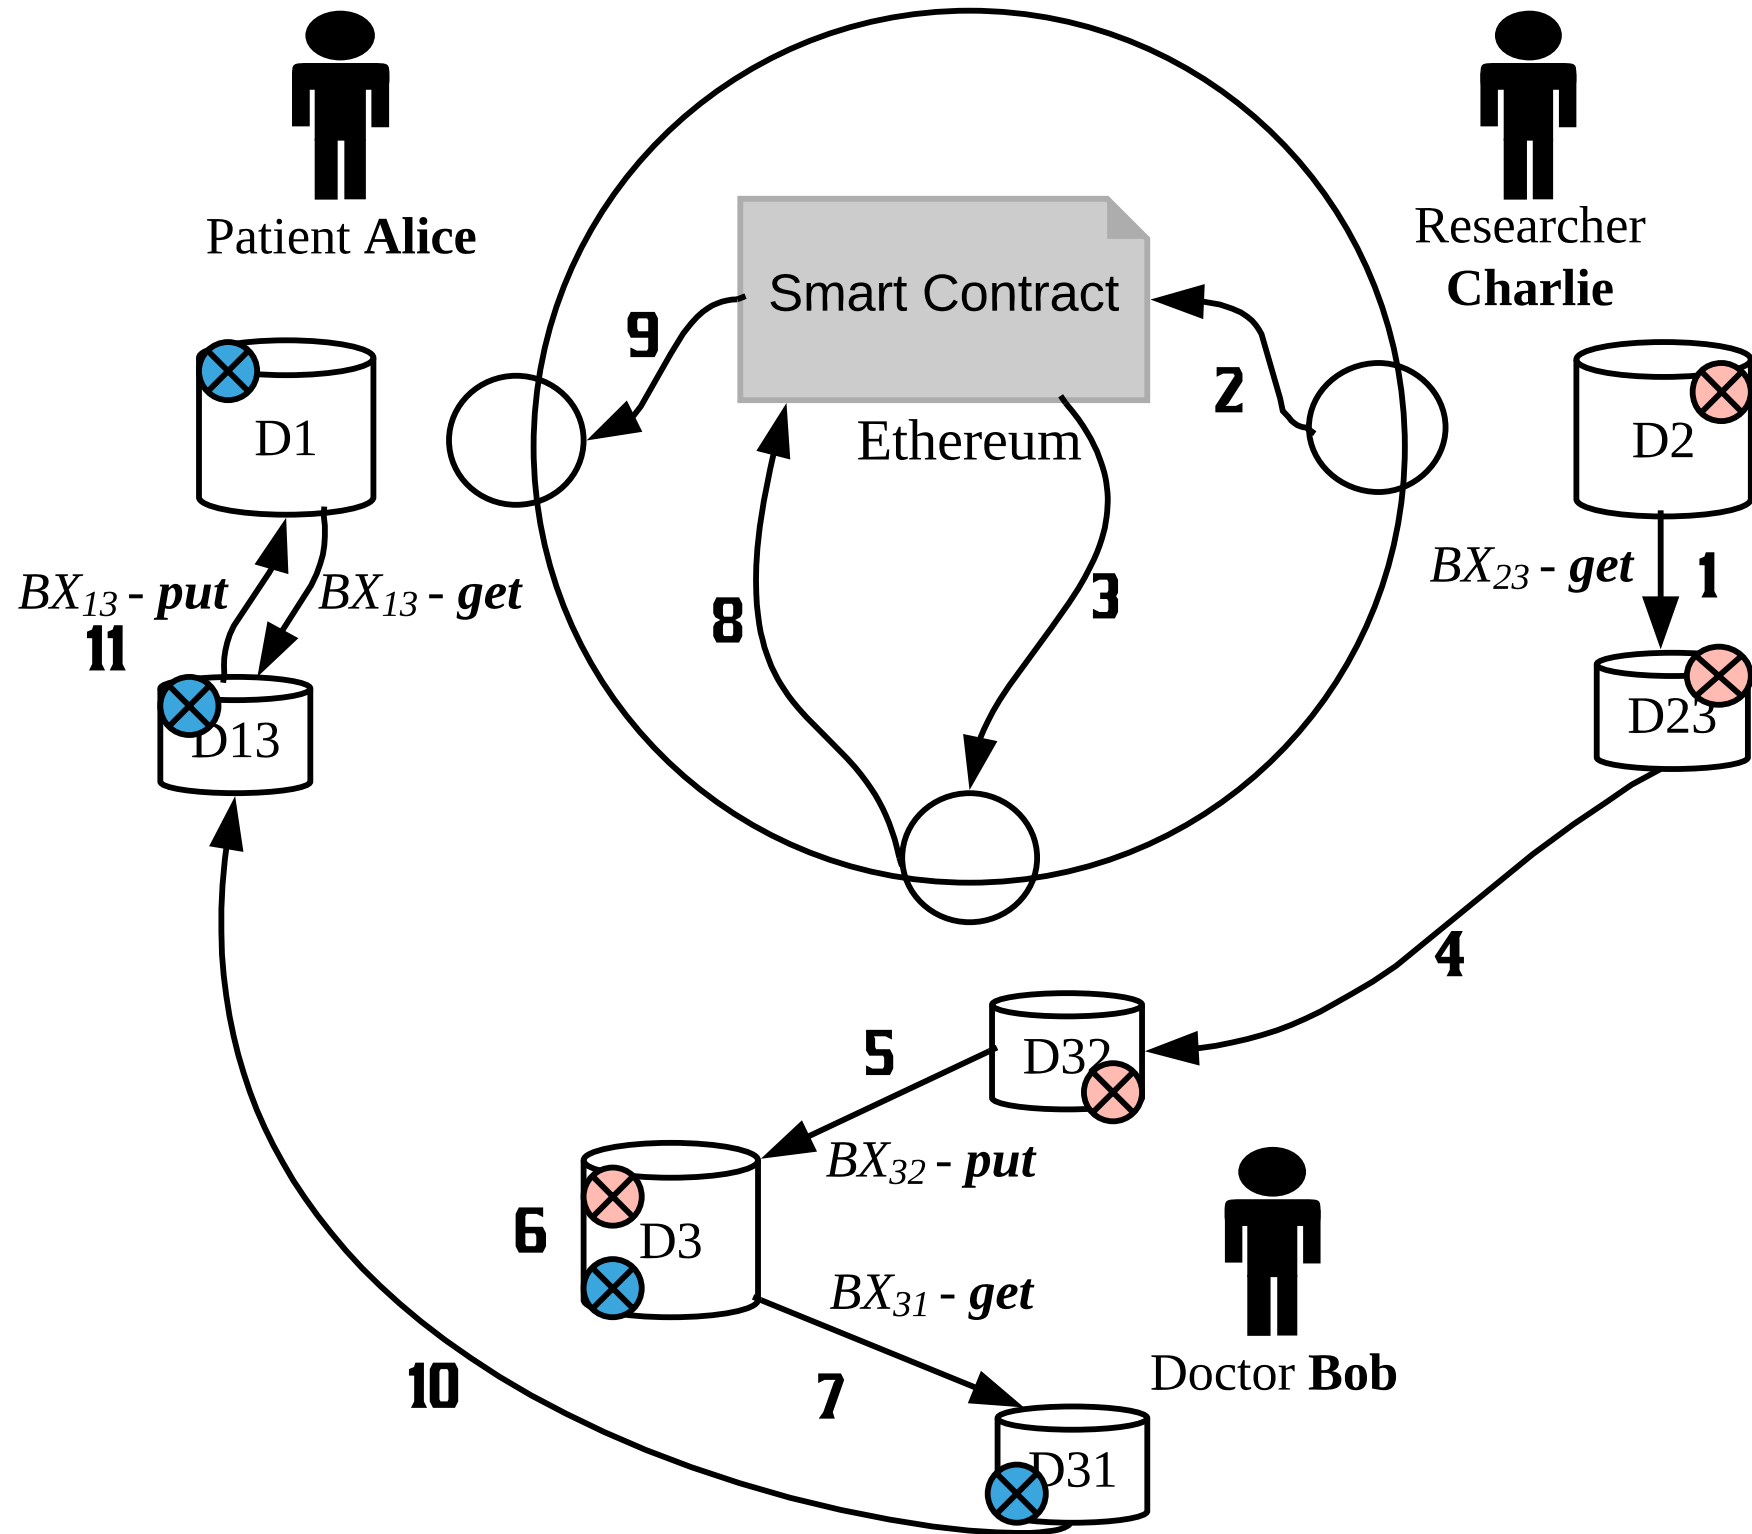 Patient Alice
Researcher
Charlie
Smart Contract
Ethereum
9
2
D1
D2
BX13 - put
BX13 - get
BX23 - get
1
11
8
3
D13
D23
4
5
D32
BX32 - put
6
D3
BX31 - get
Doctor Bob
10
7
D31